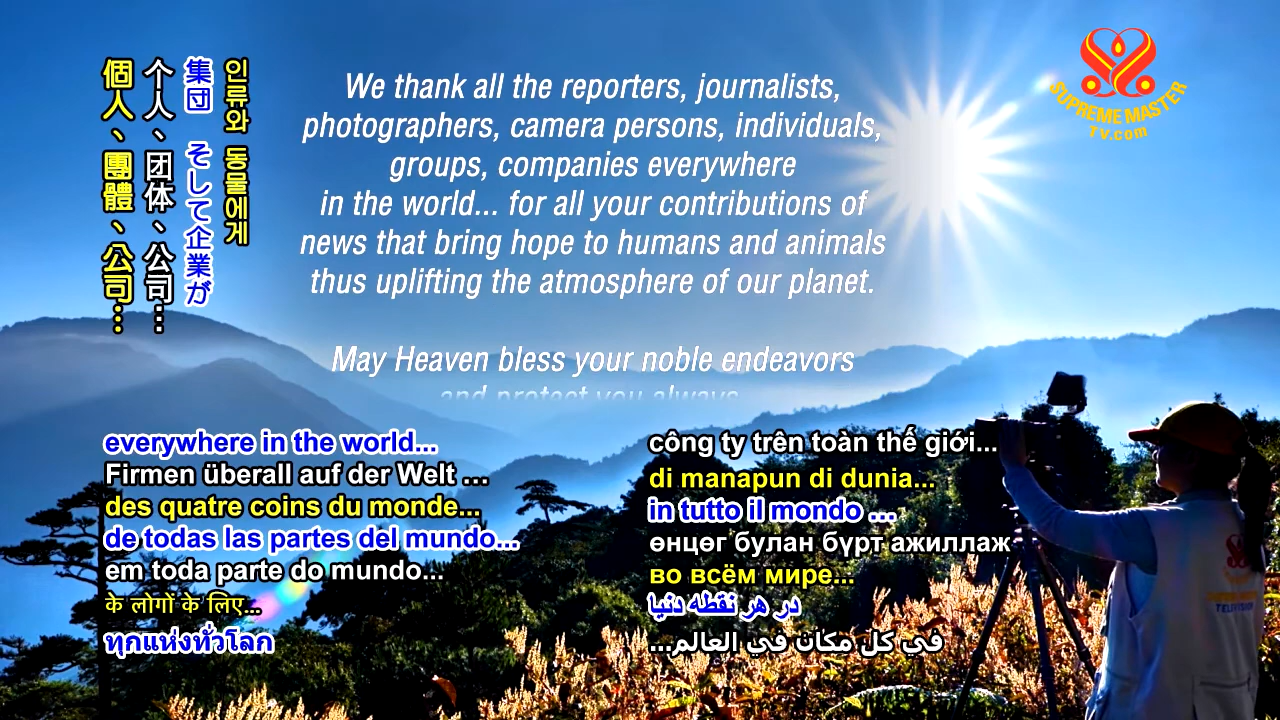 個人、團體、公司…
个人、团体、公司…
集団 そして企業が
인류와 동물에게
We thank all the reporters, journalists,
photographers, camera persons, individuals,
groups, companies everywhere
in the world... for all your contributions of
news that bring hope to humans and animals
thus uplifting the atmosphere of our planet.
May Heaven bless your noble endeavors
and protect you always.
SUPREME MASTER
TV.com
everywhere in the world...
Firmen überall auf der Welt ...
des quatre coins du monde...
de todas las partes del mundo...
em toda parte do mundo...
के लोगों के लिए...
ทุกแห่งทั่วโลก
công ty trên toàn thế giới...
di manapun di dunia...
in tutto il mondo ...
өнцөг булан бүрт ажиллаж
во всём мире...
در هر نقطه دنیا
في كل مكان في العالم...
TELEVISION